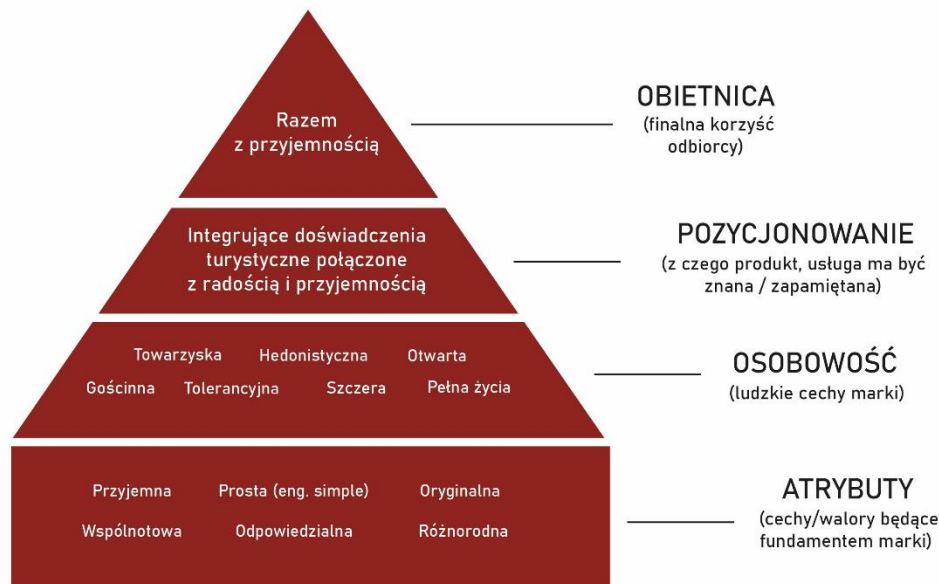 Razem
z przyjemnością
OBIETNICA
(finalna korzyść
odbiorcy)
Integrujące doświadczenia
turystyczne połączone
z radością i przyjemnością
POZYCJONOWANIE
(z czego produkt, usługa ma być
znana / zapamiętana)
Towarzyska Hedonistyczna Otwarta
Gościnna Tolerancyjna Szczera Pełna życia
OSOBOWOŚĆ
(ludzkie cechy marki)
Przyjemna Prosta (eng. simple) Oryginalna
Wspólnotowa Odpowiedzialna Różnorodna
ATRYBUTY
(cechy/walory będące
fundamentem marki)